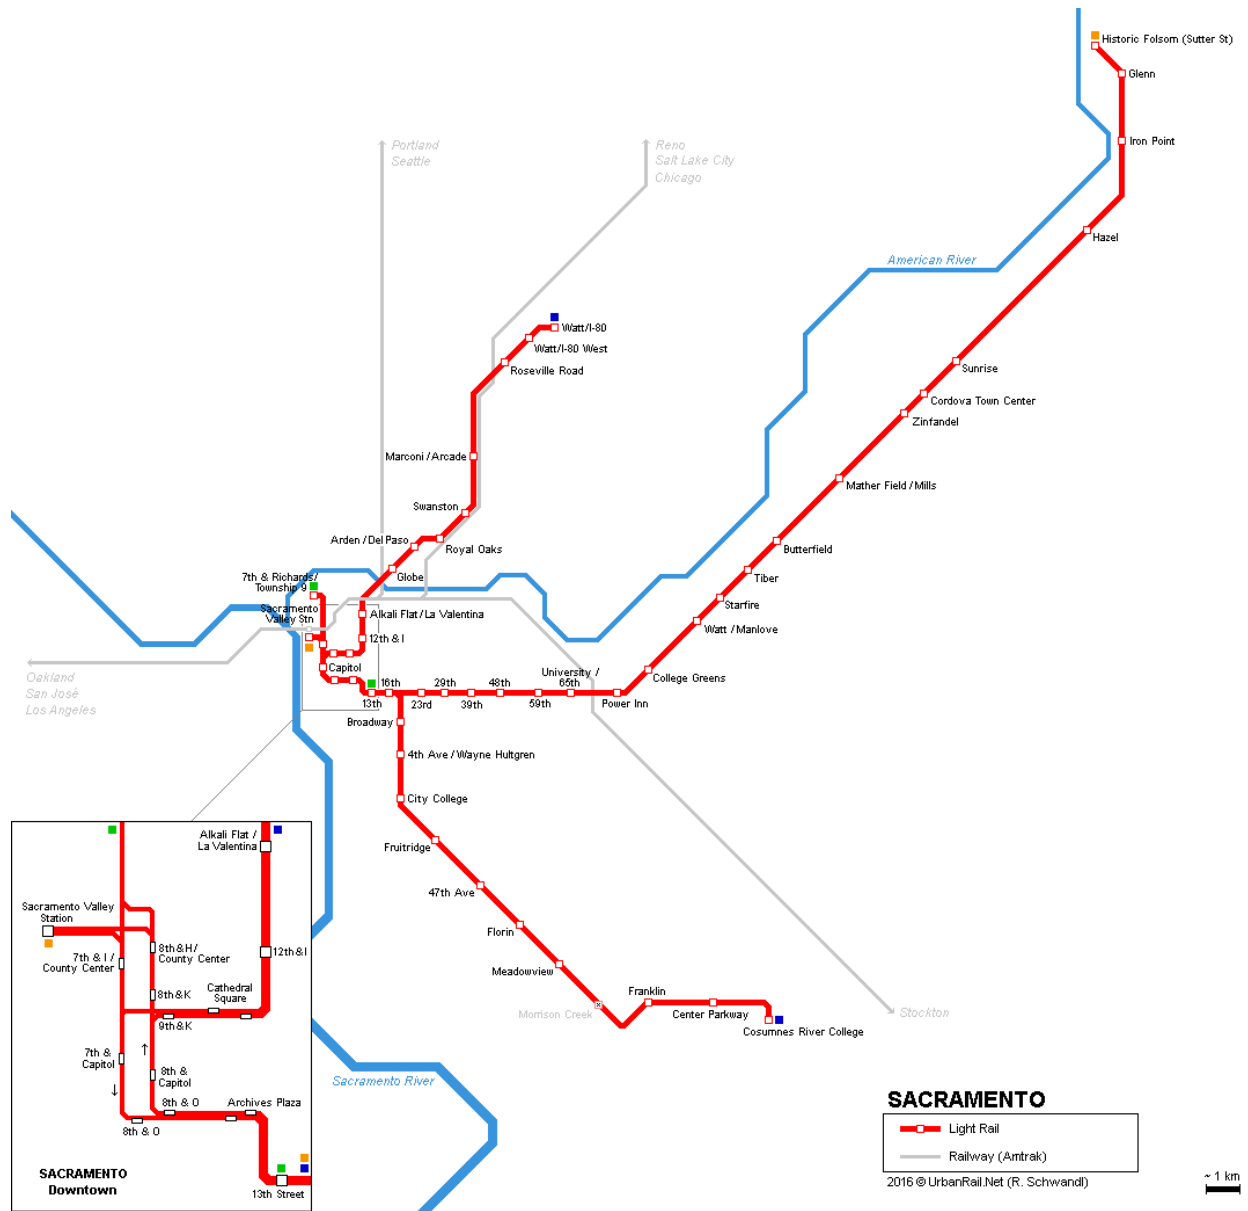 Historic Folsom (Sutter St)
Glenn
Iron Point
Portland
Seattle
Reno
Salt Lake City
Chicago
Hazel
American River
Watt/I-80
Watt/I-80 West
Roseville Road
Sunrise
Cordova Town Center
Zinfandel
Marconi / Arcade
Mather Field / Mills
Swanston
Arden / Del Paso
Royal Oaks
Butterfield
7th & Richards/
Township 9
Globe
Tiber
Sacramento
Valley Stn
Alkali Flat / La Valentina
Starfire
12th & I
Watt / Manlove
Capitol
University /
65th
College Greens
Oakland
San José
Los Angeles
16th
29th
48th
13th
23rd
39th
59th
Power Inn
Broadway
4th Ave / Wayne Hultgren
City College
Fruitridge
47th Ave
Florin
Meadowview
Franklin
Morrison Creek
Center Parkway
Cosumnes River College
Stockton
Sacramento River
Alkali Flat /
La Valentina
Sacramento Valley
Station
7th & I /
County Center
8th & H /
County Center
12th & I
8th & K
Cathedral
Square
9th & K
7th &
Capitol
8th &
Capitol
8th & O
Archives Plaza
8th & O
SACRAMENTO
Downtown
13th Street
SACRAMENTO
Light Rail
Railway (Amtrak)
2016 © UrbanRail.Net (R. Schwandl)
~ 1 km